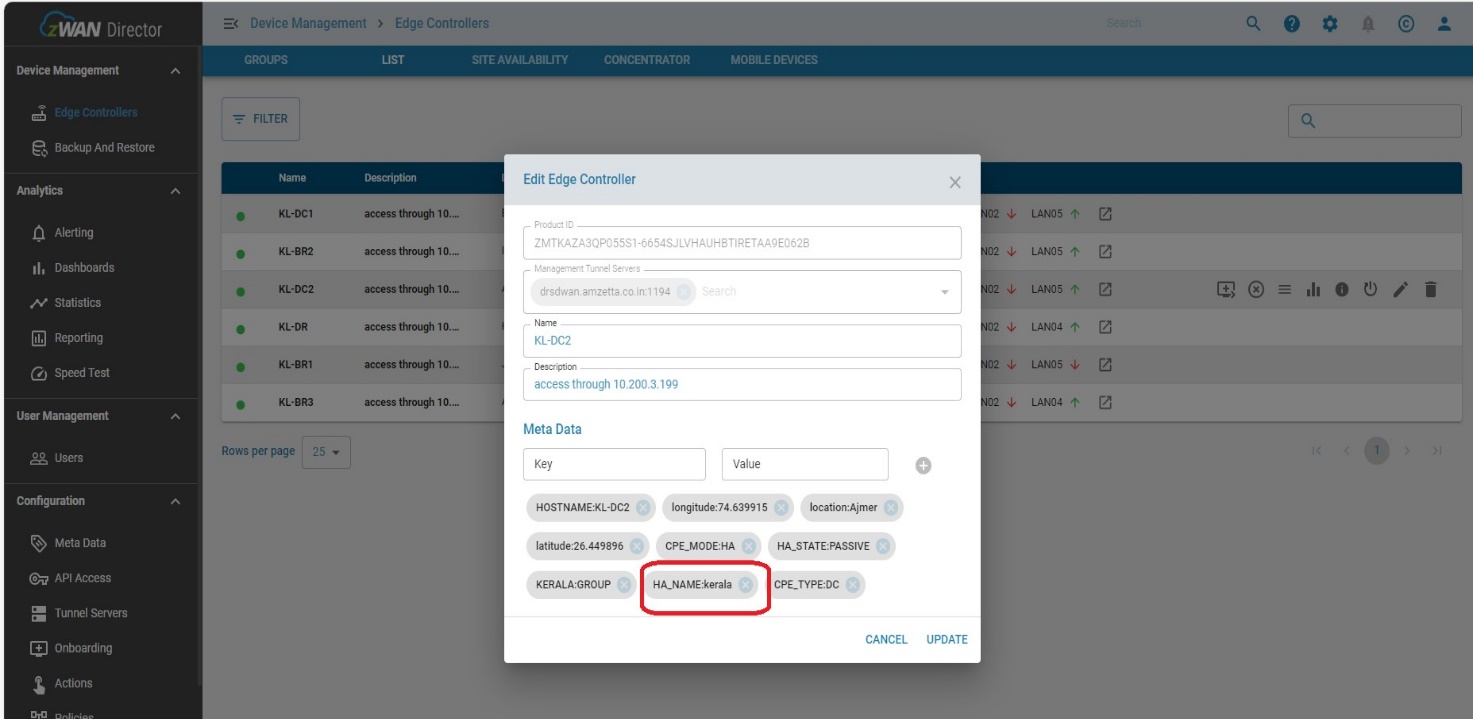 zWAN Director
Device Management > Edge Controllers
Search
GROUPS LIST SITE AVAILABILITY CONCENTRATOR MOBILE DEVICES
Device Management
Edge Controllers
Backup And Restore
Analytics
Alerting
Dashboards
Statistics
Reporting
Speed Test
User Management
Users
Configuration
Meta Data
API Access
Tunnel Servers
Onboarding
Actions
Policies
FILTER
Name Description
KL-DC1 access through 10.... N02 LAN05
KL-BR2 access through 10.... N02 LAN05
KL-DC2 access through 10.... N02 LAN05
KL-DR access through 10.... N02 LAN04
KL-BR1 access through 10.... N02 LAN05
KL-BR3 access through 10.... N02 LAN04
Rows per page 25
1
Edit Edge Controller
Product ID
ZMTKAZA3QP055S1-6654SJLVHAUHBTIRETAA9E062B
Management Tunnel Servers
drsdwan.amzetta.co.in:1194 Search
Name
KL-DC2
Description
access through 10.200.3.199
Meta Data
Key Value
HOSTNAME:KL-DC2 longitude:74.639915 location:Ajmer
latitude:26.449896 CPE_MODE:HA HA_STATE:PASSIVE
KERALA:GROUP HA_NAME:kerala CPE_TYPE:DC
CANCEL UPDATE